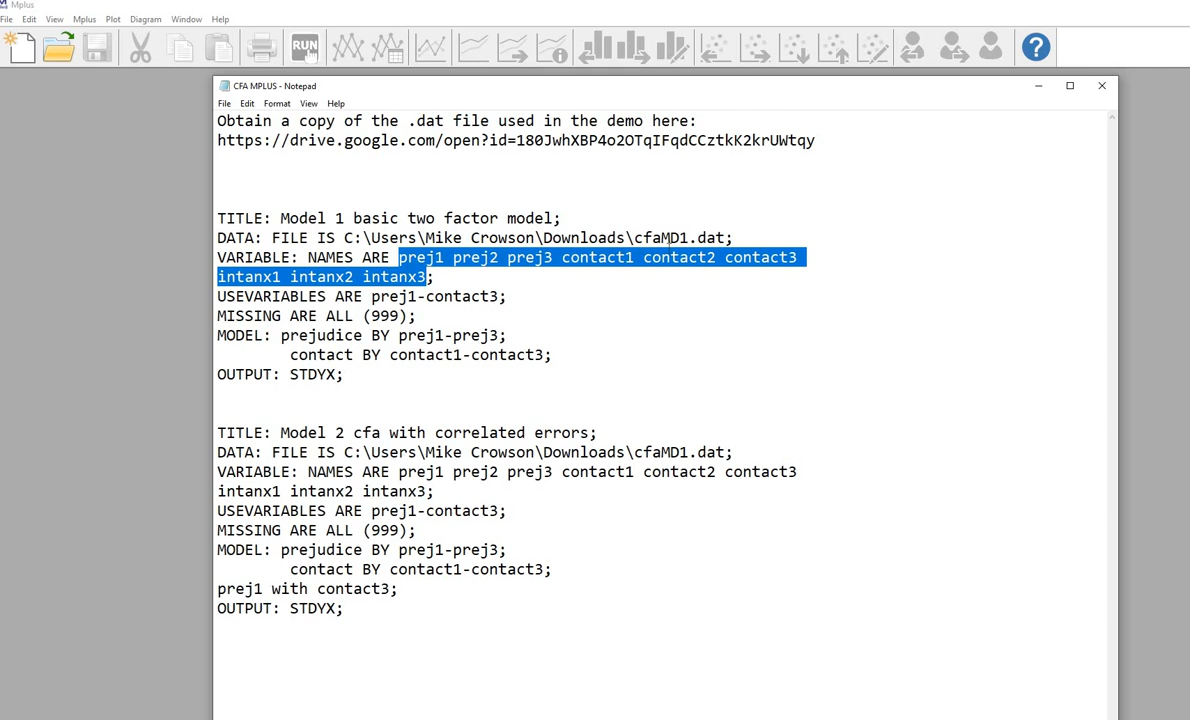 Mplus
File Edit View Mplus Plot Diagram Window Help
RUN
CFA MPLUS - Notepad
File Edit Format View Help
Obtain a copy of the .dat file used in the demo here:
https://drive.google.com/open?id=180JwhXBP4o2OTqIFqdCCztkK2krUWtqy
TITLE: Model 1 basic two factor model;
DATA: FILE IS C:\Users\Mike Crowson\Downloads\cfaMD1.dat;
VARIABLE: NAMES ARE prej1 prej2 prej3 contact1 contact2 contact3
intanx1 intanx2 intanx3;
USEVARIABLES ARE prej1-contact3;
MISSING ARE ALL (999);
MODEL: prejudice BY prej1-prej3;
contact BY contact1-contact3;
OUTPUT: STDYX;
TITLE: Model 2 cfa with correlated errors;
DATA: FILE IS C:\Users\Mike Crowson\Downloads\cfaMD1.dat;
VARIABLE: NAMES ARE prej1 prej2 prej3 contact1 contact2 contact3
intanx1 intanx2 intanx3;
USEVARIABLES ARE prej1-contact3;
MISSING ARE ALL (999);
MODEL: prejudice BY prej1-prej3;
contact BY contact1-contact3;
prej1 with contact3;
OUTPUT: STDYX;